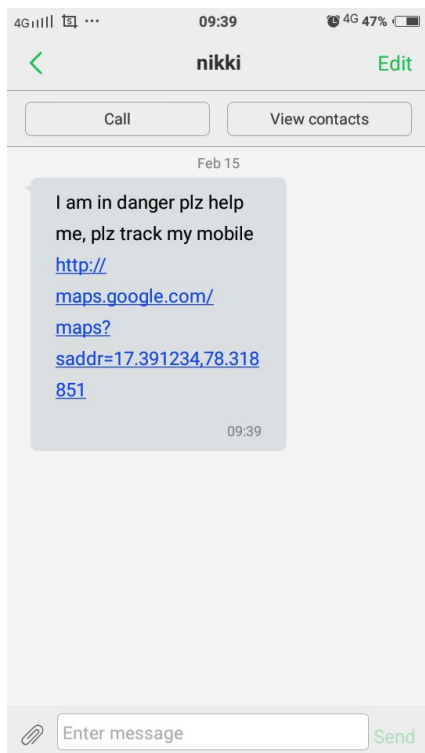 4G 09:39 4G 47%
nikki Edit
Call View contacts
Feb 15
I am in danger plz help
me, plz track my mobile
http://
maps.google.com/
maps?
saddr=17.391234,78.318
851
09:39
Enter message Send